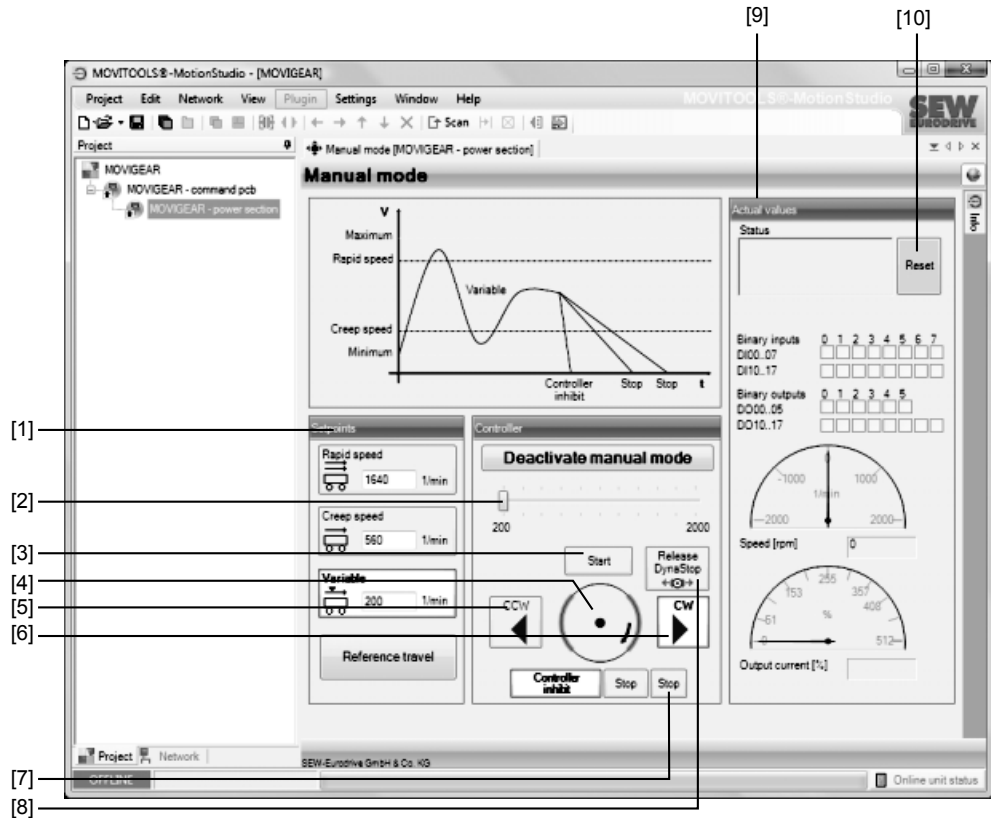 [9]
[10]
MOVITOOLS®-MotionStudio - [MOVIGEAR]
Project Edit Network View Plugin Settings Window Help
MOVITOOLS®-MotionStudio
SEW
EURODRIVE
Scan
Project
Manual mode [MOVIGEAR - power section]
MOVIGEAR
MOVIGEAR - command pcb
MOVIGEAR - power section
Manual mode
Info
V
Maximum
Rapid speed
Variable
Creep speed
Minimum
Controller inhibit
Stop
Stop
t
Actual values
Status
Reset
Binary inputs 0 1 2 3 4 5 6 7
DI00..07
DI10..17
Binary outputs 0 1 2 3 4 5
DO00..05
DO10..17
-2000 -1000 0 1000 2000
1/min
Speed [rpm] 0
0 61 153 255 357 408 512
%
Output current [%]
[1]
Setpoints
Rapid speed
1640 1/min
Creep speed
560 1/min
Variable
200 1/min
Reference travel
Controller
Deactivate manual mode
[2]
200 2000
[3]
Start
Release
DynaStop
[4]
[5]
CCW
[6]
CW
Controller
inhibit
Stop
Stop
[7]
[8]
Project Network
SEW-Eurodrive GmbH & Co. KG
OFFLINE
Online unit status